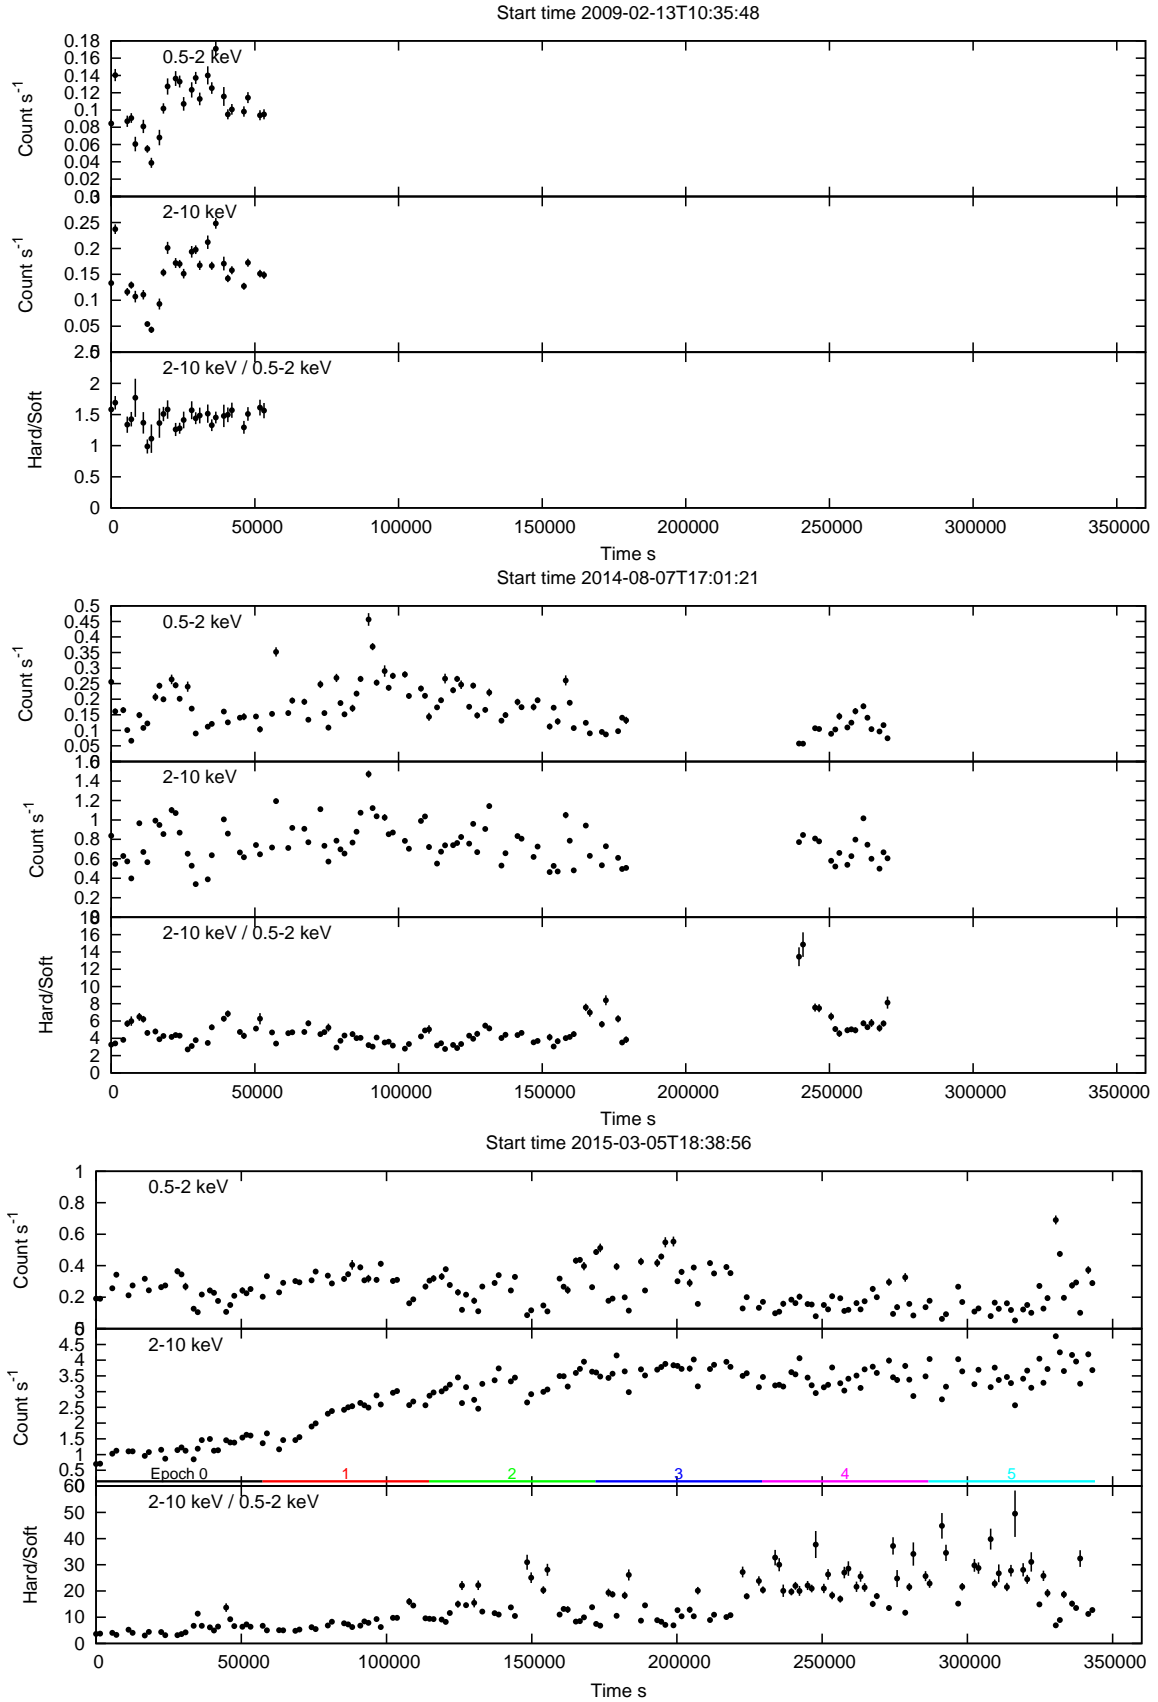 Start time 2009-02-13T10:35:48
0.5-2 keV
Count s-1
0.18
0.16
0.14
0.12
0.1
0.08
0.06
0.04
0.02
0
0.3
2-10 keV
Count s-1
0.25
0.2
0.15
0.1
0.05
0
2.5
2-10 keV / 0.5-2 keV
Hard/Soft
2
1.5
1
0.5
0
0 50000 100000 150000 200000 250000 300000 350000
Time s
Start time 2014-08-07T17:01:21
0.5-2 keV
Count s-1
0.5
0.45
0.4
0.35
0.3
0.25
0.2
0.15
0.1
0.05
0
1.6
2-10 keV
Count s-1
1.4
1.2
1
0.8
0.6
0.4
0.2
0
18
2-10 keV / 0.5-2 keV
Hard/Soft
16
14
12
10
8
6
4
2
0
0 50000 100000 150000 200000 250000 300000 350000
Time s
Start time 2015-03-05T18:38:56
0.5-2 keV
Count s-1
1
0.8
0.6
0.4
0.2
0
5
2-10 keV
Count s-1
4.5
4
3.5
3
2.5
2
1.5
1
0.5
Epoch 0 1 2 3 4 5
0
60
2-10 keV / 0.5-2 keV
Hard/Soft
50
40
30
20
10
0
0 50000 100000 150000 200000 250000 300000 350000
Time s